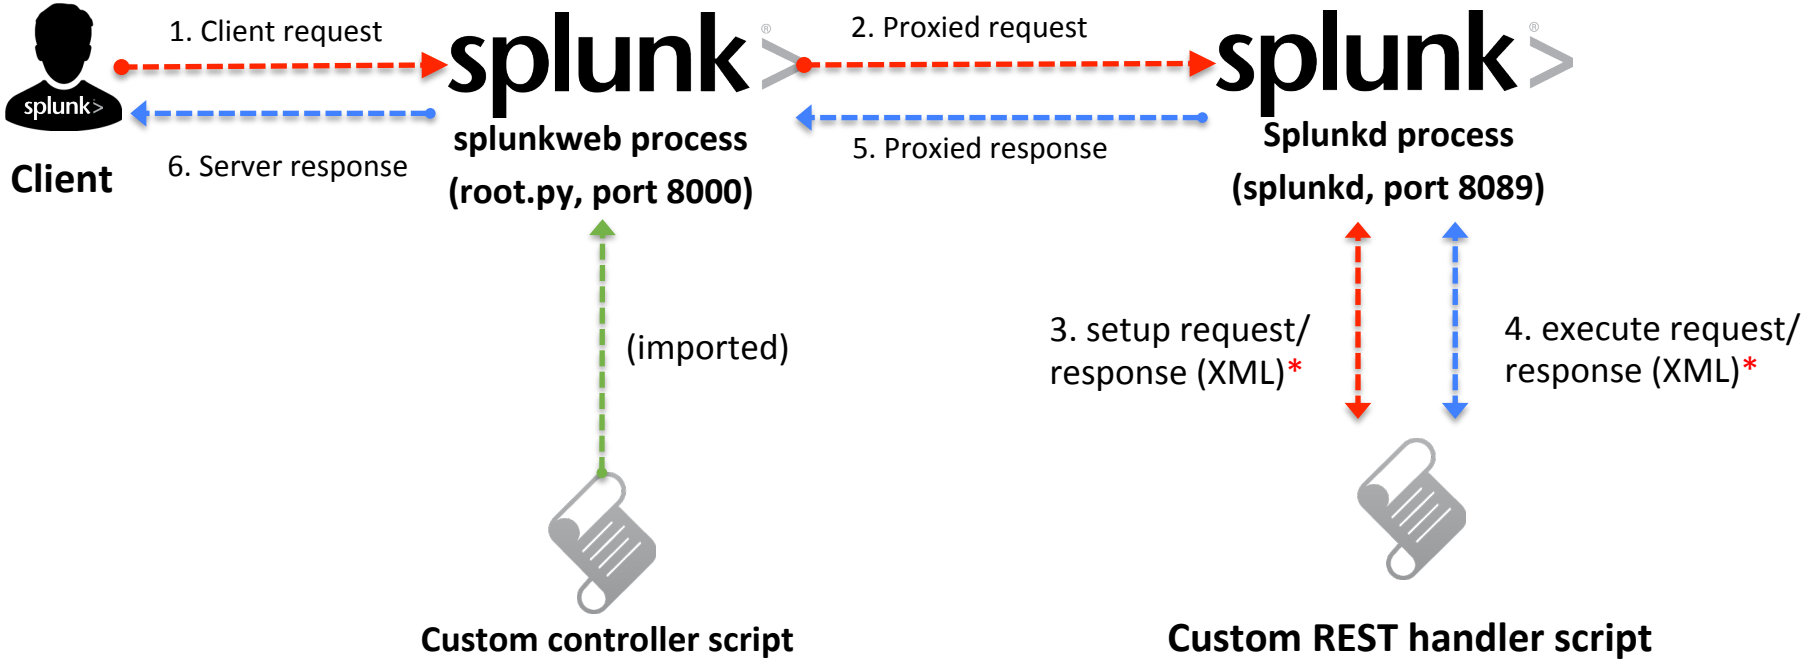 1. Client request
splunk>®
2. Proxied request
splunk>®
splunk>
Client
6. Server response
splunkweb process
(root.py, port 8000)
5. Proxied response
Splunkd process
(splunkd, port 8089)
(imported)
3. setup request/
response (XML)*
4. execute request/
response (XML)*
Custom controller script
Custom REST handler script